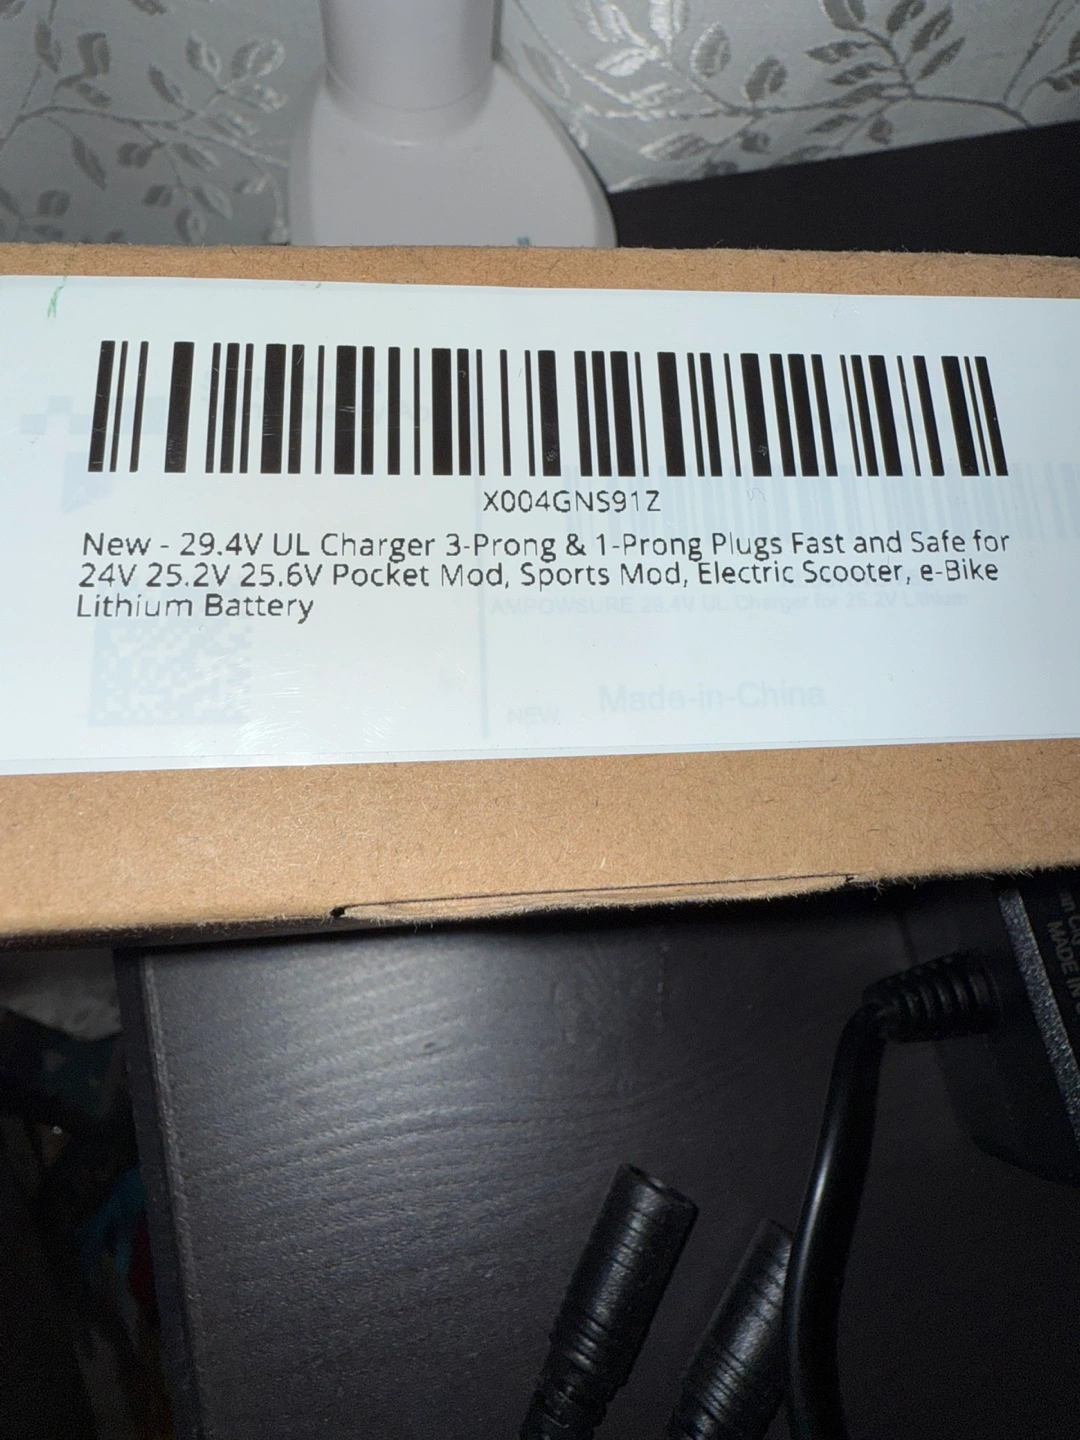 X004GNS91Z
New - 29.4V UL Charger 3-Prong & 1-Prong Plugs Fast and Safe for
24V 25.2V 25.6V Pocket Mod, Sports Mod, Electric Scooter, e-Bike
Lithium Battery
AMPOWSURE 29.4V UL Charger for 25.2V Lithium
NEW
Made-in-China
MADE IN